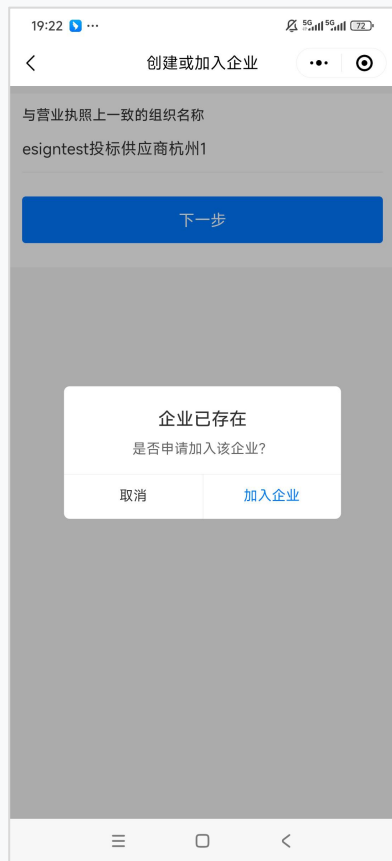 19:22
5G 5G 72
创建或加入企业
与营业执照上一致的组织名称
esigntest投标供应商杭州1
下一步
企业已存在
是否申请加入该企业?
取消
加入企业